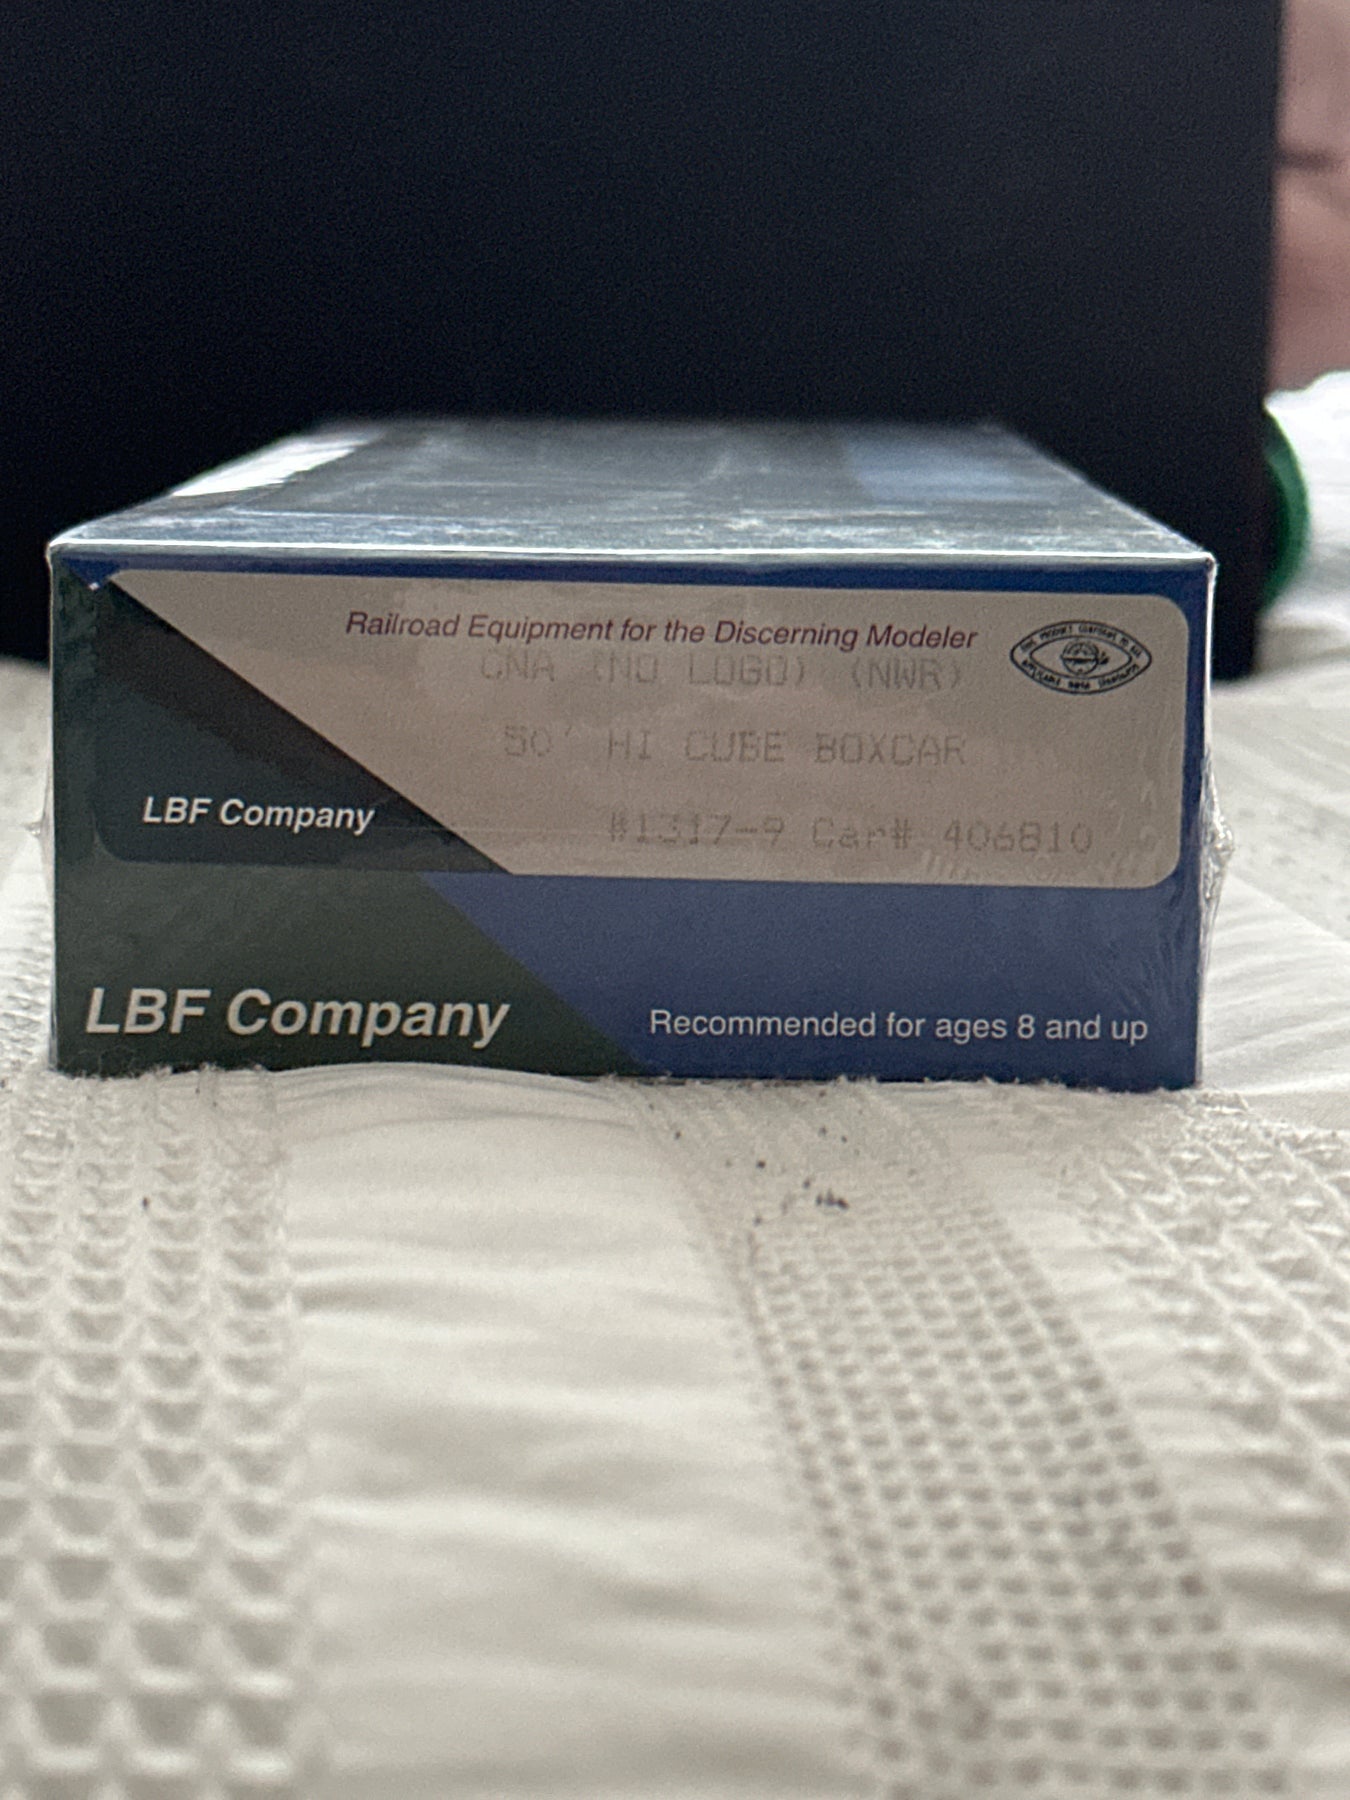 Railroad Equipment for the Discerning Modeler
CNA (NO LOGO) (NWR)
50' HI CUBE BOXCAR
LBF Company
#1317-9 Car# 406810
LBF Company
Recommended for ages 8 and up